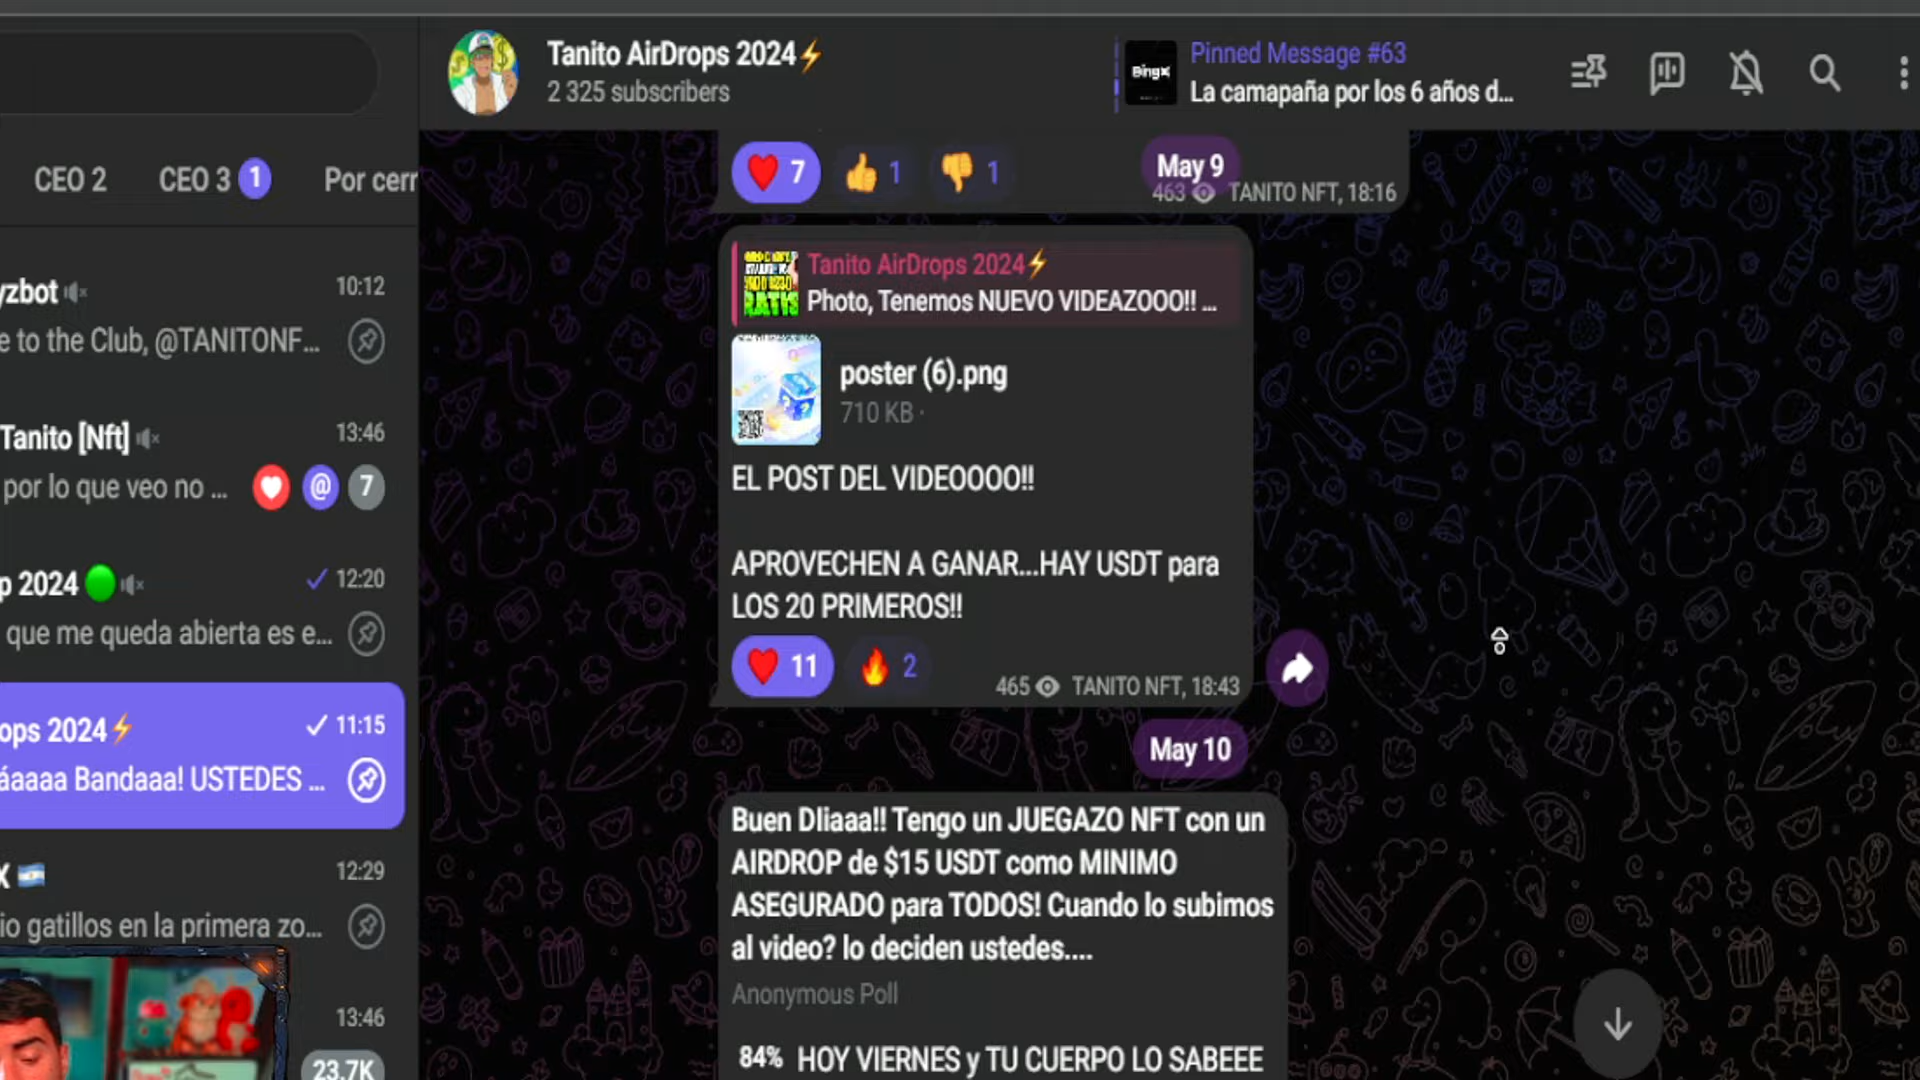 Tanito AirDrops 2024⚡
2 325 subscribers
BingX
Pinned Message #63
La camapaña por los 6 años d...
CEO 2
CEO 3 1
Por cerr
yzbot
10:12
e to the Club, @TANITONF...
Tanito [Nft]
13:46
por lo que veo no ...
@
7
p 2024
12:20
que me queda abierta es e...
ops 2024⚡
11:15
áaaaa Bandaaa! USTEDES ...
X
12:29
io gatillos en la primera zo...
13:46
23.7K
❤️ 7
👍 1
👎 1
May 9
463 TANITO NFT, 18:16
Tanito AirDrops 2024⚡
Photo, Tenemos NUEVO VIDEAZOOO!! ...
poster (6).png
710 KB ·
EL POST DEL VIDEOOOO!!
APROVECHEN A GANAR...HAY USDT para
LOS 20 PRIMEROS!!
❤️ 11
🔥 2
465 TANITO NFT, 18:43
May 10
Buen DIiaaa!! Tengo un JUEGAZO NFT con un
AIRDROP de $15 USDT como MINIMO
ASEGURADO para TODOS! Cuando lo subimos
al video? lo deciden ustedes....
Anonymous Poll
84% HOY VIERNES y TU CUERPO LO SABEEE